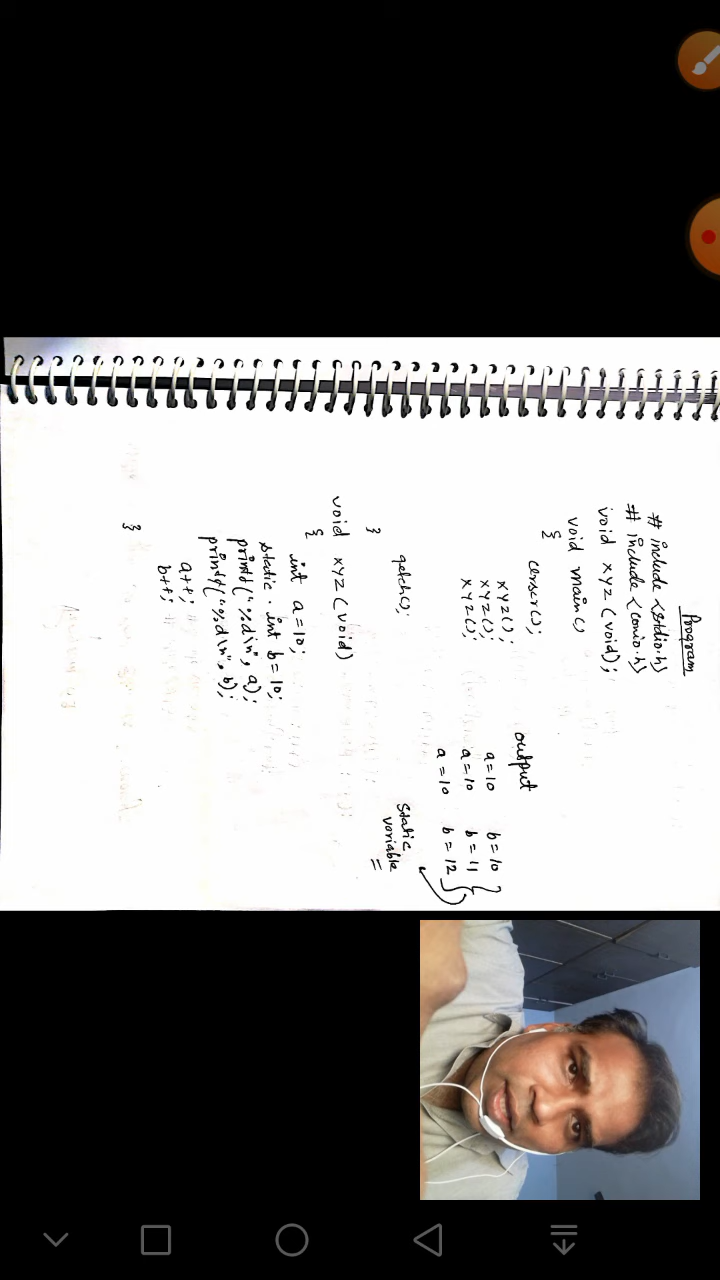 Program
# include <stdio.h>
# include <conio.h>
void xyz (void);
void main ()
{
clrscr();
xyz();
xyz();
xyz();
getch();
}
void xyz (void)
{
int a = 10;
static int b = 10;
printf("%d\n", a);
printf("%d\n", b);
a++;
b++;
}
output
a = 10 b = 10
a = 10 b = 11
a = 10 b = 12
static
variable